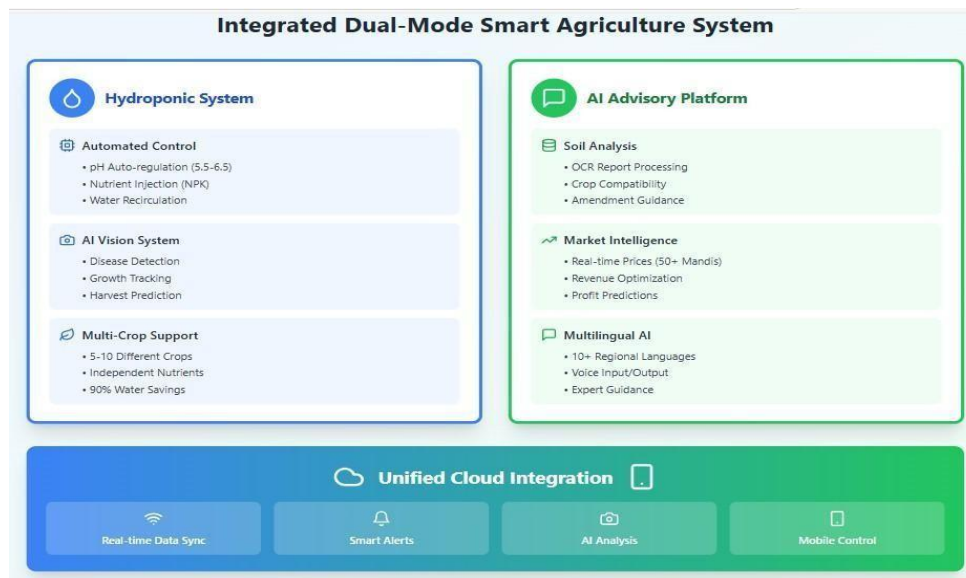 Integrated Dual-Mode Smart Agriculture System
Hydroponic System
Automated Control
• pH Auto-regulation (5.5-6.5)
• Nutrient Injection (NPK)
• Water Recirculation
AI Vision System
• Disease Detection
• Growth Tracking
• Harvest Prediction
Multi-Crop Support
• 5-10 Different Crops
• Independent Nutrients
• 90% Water Savings
AI Advisory Platform
Soil Analysis
• OCR Report Processing
• Crop Compatibility
• Amendment Guidance
Market Intelligence
• Real-time Prices (50+ Mandis)
• Revenue Optimization
• Profit Predictions
Multilingual AI
• 10+ Regional Languages
• Voice Input/Output
• Expert Guidance
Unified Cloud Integration
Real-time Data Sync
Smart Alerts
AI Analysis
Mobile Control